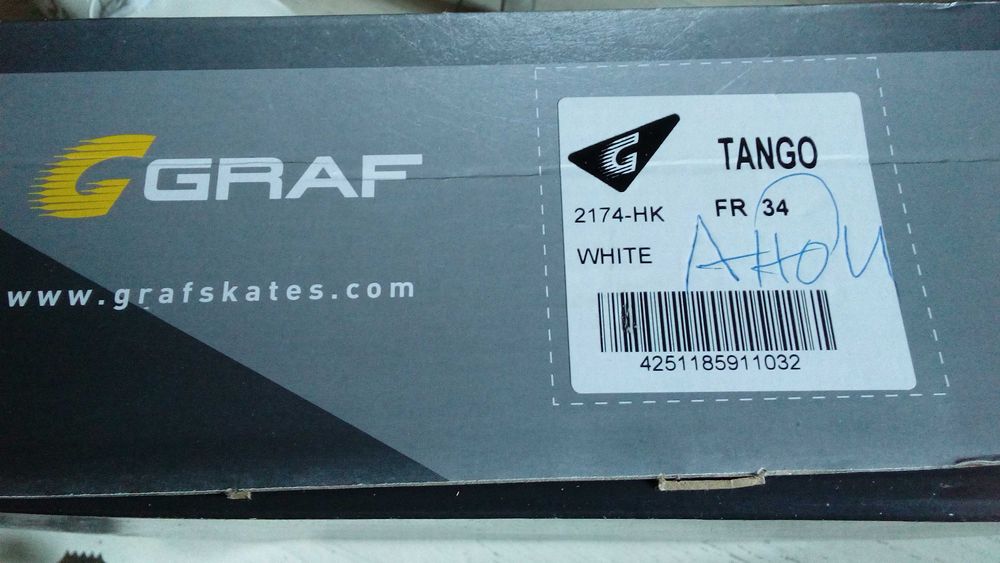 GRAF
www.grafskates.com
G
TANGO
2174-HK
FR 34
WHITE
4251185911032